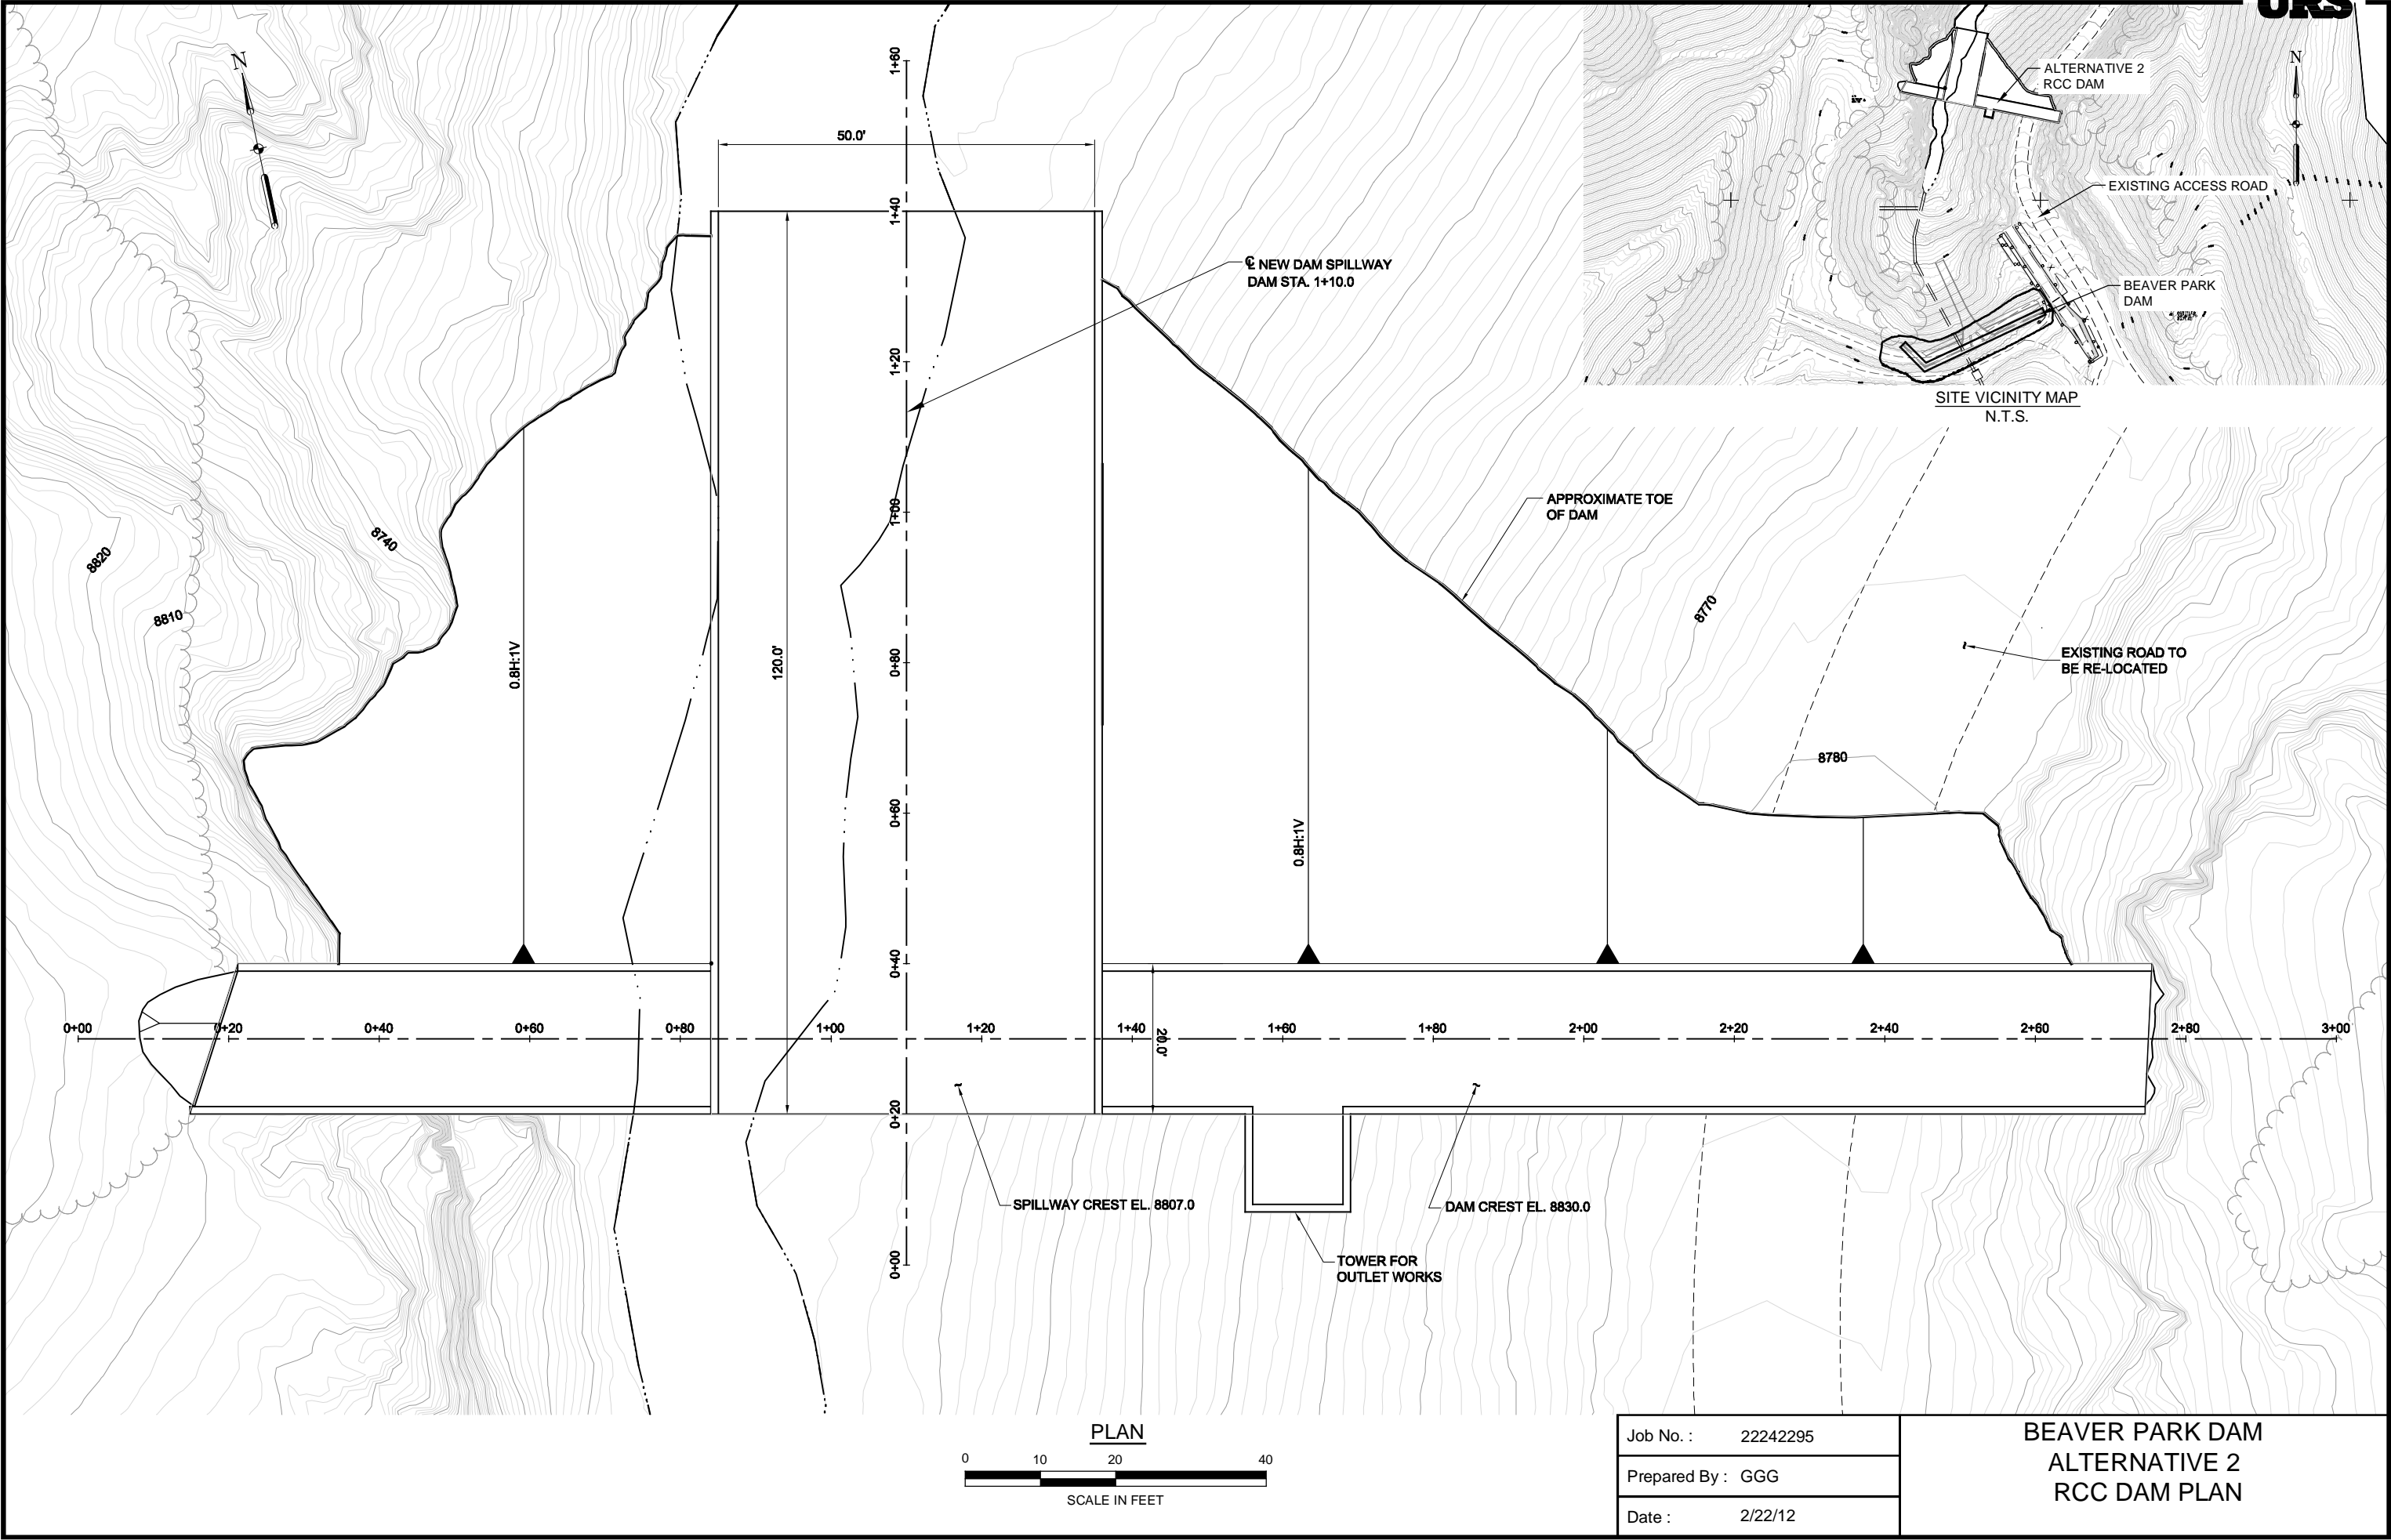 URS
N
1+60
50.0'
1+40
℄ NEW DAM SPILLWAY
DAM STA. 1+10.0
1+20
ALTERNATIVE 2
RCC DAM
N
EXISTING ACCESS ROAD
BEAVER PARK
DAM
SITE VICINITY MAP
N.T.S.
APPROXIMATE TOE
OF DAM
1+00
8740
8820
8810
8770
0.8H:1V
120.0'
0+80
EXISTING ROAD TO
BE RE-LOCATED
8780
0+60
0.8H:1V
0+40
0+00
0+20
0+40
0+60
0+80
1+00
1+20
1+40
20.0'
1+60
1+80
2+00
2+20
2+40
2+60
2+80
3+00
0+20
SPILLWAY CREST EL. 8807.0
DAM CREST EL. 8830.0
0+00
TOWER FOR
OUTLET WORKS
PLAN
0 10 20 40
SCALE IN FEET
Job No. : 22242295
Prepared By : GGG
Date : 2/22/12
BEAVER PARK DAM
ALTERNATIVE 2
RCC DAM PLAN